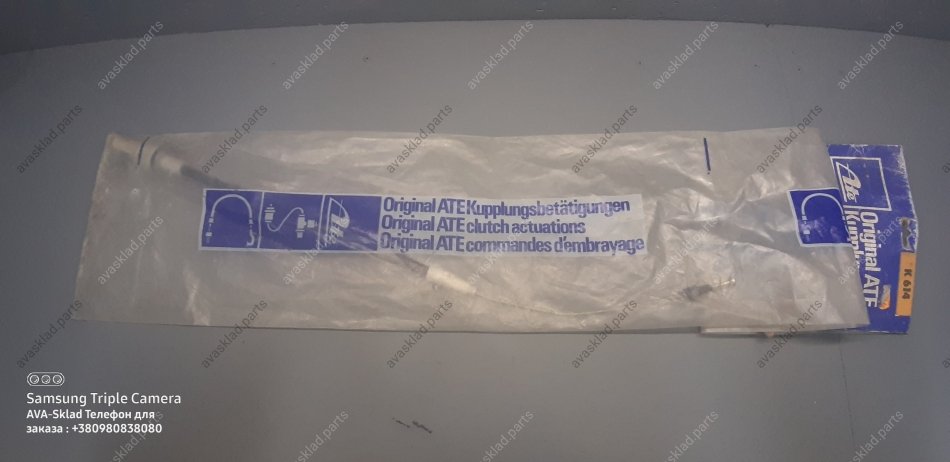 Original ATE Kupplungsbetätigungen
Original ATE clutch actuations
Original ATE commandes d'embrayage
Ate
Ate
Original ATE
K 614
Samsung Triple Camera
AVA-Sklad Телефон для
заказа : +380980838080
avasklad.parts